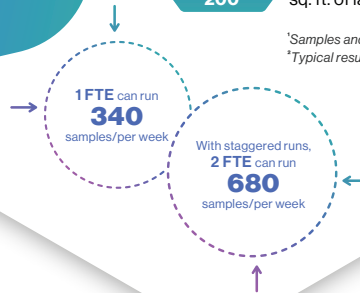 200
sq. ft. of la
¹Samples and
²Typical resu
1 FTE can run
340
samples/per week
With staggered runs,
2 FTE can run
680
samples/per week